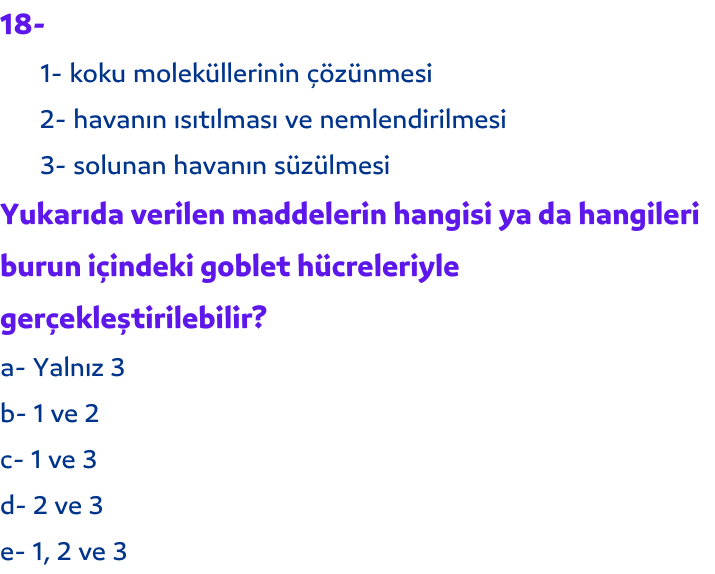 18-
1- koku moleküllerinin çözünmesi
2- havanın ısıtılması ve nemlendirilmesi
3- solunan havanın süzülmesi
Yukarıda verilen maddelerin hangisi ya da hangileri
burun içindeki goblet hücreleriyle
gerçekleştirilebilir?
a- Yalnız 3
b- 1 ve 2
c- 1 ve 3
d- 2 ve 3
e- 1, 2 ve 3